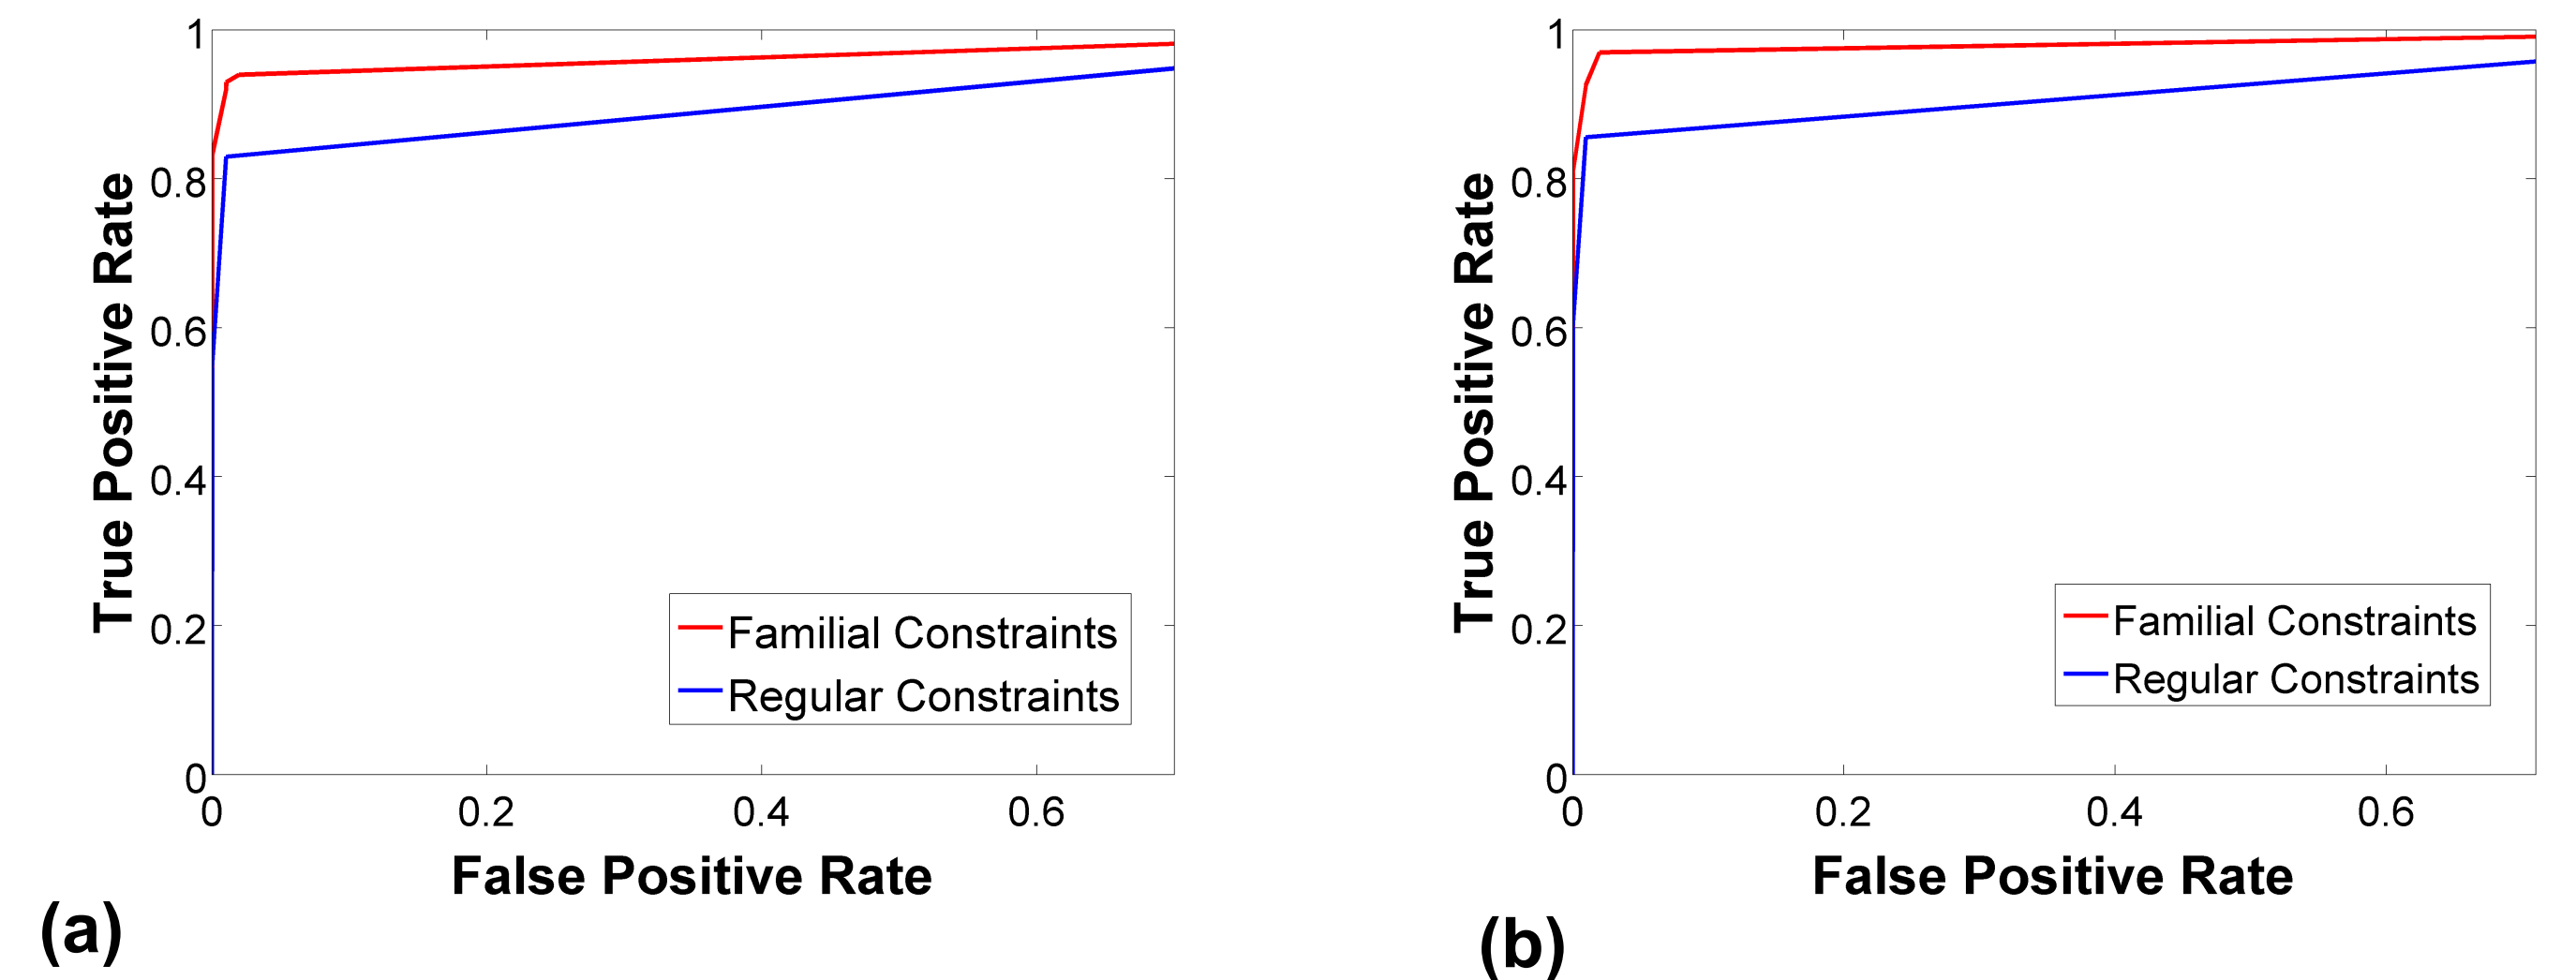 1
0.8
0.6
0.4
0.2
0
True Positive Rate
0 0.2 0.4 0.6
False Positive Rate
Familial Constraints
Regular Constraints
(a)
1
0.8
0.6
0.4
0.2
0
True Positive Rate
0 0.2 0.4 0.6
False Positive Rate
Familial Constraints
Regular Constraints
(b)